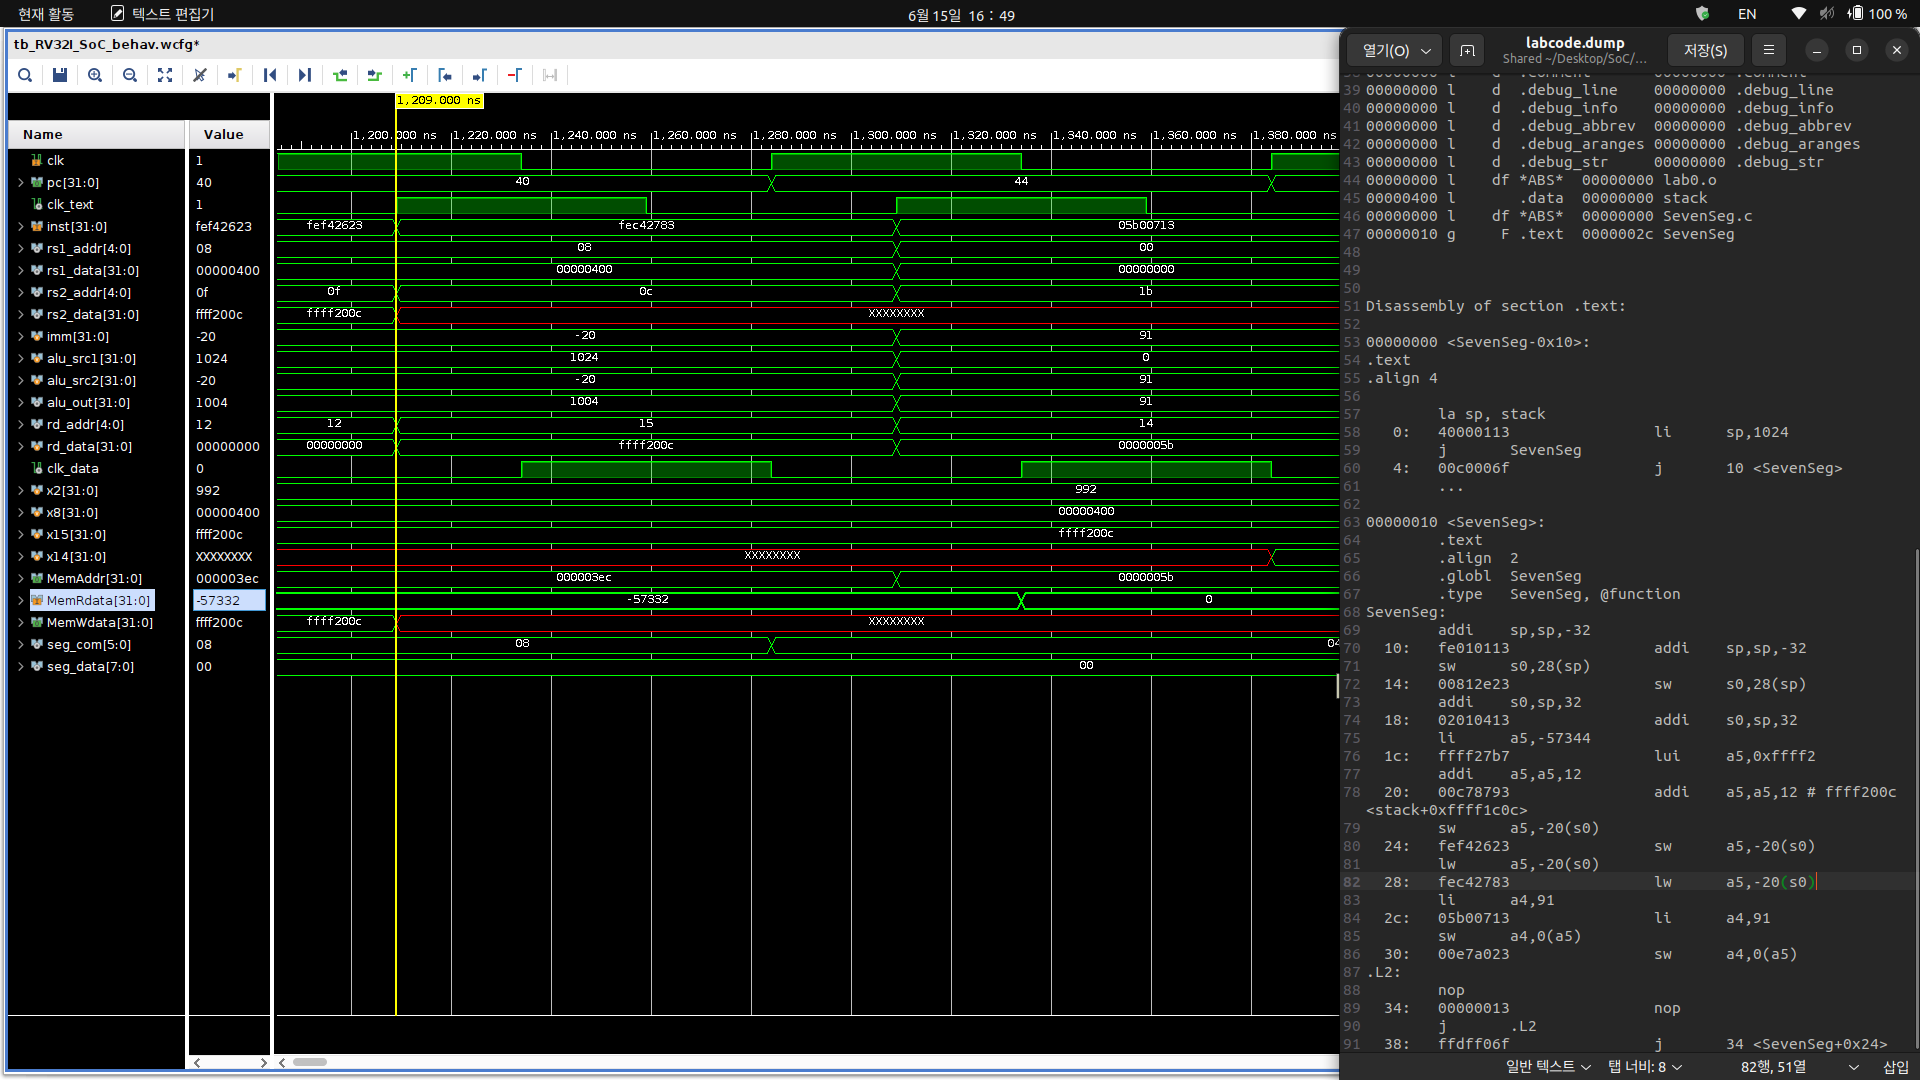 현재 활동 텍스트 편집기 6월 15일 16 : 49 EN 100 %
tb_RV32I_SoC_behav.wcfg*
1,209.000 ns
1,200.000 ns 1,220.000 ns 1,240.000 ns 1,260.000 ns 1,280.000 ns 1,300.000 ns 1,320.000 ns 1,340.000 ns 1,360.000 ns 1,380.000 ns
Name Value
clk 1
pc[31:0] 40 40 44
clk_text 1
inst[31:0] fef42623 fef42623 fec42783 05b00713
rs1_addr[4:0] 08 08 00
rs1_data[31:0] 00000400 00000400 00000000
rs2_addr[4:0] 0f 0f 0c 1b
rs2_data[31:0] ffff200c ffff200c XXXXXXXX
imm[31:0] -20 -20 91
alu_src1[31:0] 1024 1024 0
alu_src2[31:0] -20 -20 91
alu_out[31:0] 1004 1004 91
rd_addr[4:0] 12 12 15 14
rd_data[31:0] 00000000 00000000 ffff200c 0000005b
clk_data 0
x2[31:0] 992 992
x8[31:0] 00000400 00000400
x15[31:0] ffff200c ffff200c
x14[31:0] XXXXXXXX XXXXXXXX
MemAddr[31:0] 000003ec 000003ec 0000005b
MemRdata[31:0] -57332 -57332 0
MemWdata[31:0] ffff200c ffff200c XXXXXXXX
seg_com[5:0] 08 08 04
seg_data[7:0] 00 00
열기(O) labcode.dump 저장(S)
Shared ~/Desktop/SoC/…
38 00000000 l d .comment 00000000 .comment
39 00000000 l d .debug_line 00000000 .debug_line
40 00000000 l d .debug_info 00000000 .debug_info
41 00000000 l d .debug_abbrev 00000000 .debug_abbrev
42 00000000 l d .debug_aranges 00000000 .debug_aranges
43 00000000 l d .debug_str 00000000 .debug_str
44 00000000 l df *ABS* 00000000 lab0.o
45 00000400 l .data 00000000 stack
46 00000000 l df *ABS* 00000000 SevenSeg.c
47 00000010 g F .text 0000002c SevenSeg
48
49
50
51 Disassembly of section .text:
52
53 00000000 <SevenSeg-0x10>:
54 .text
55 .align 4
56
57 la sp, stack
58 0: 40000113 li sp,1024
59 j SevenSeg
60 4: 00c0006f j 10 <SevenSeg>
61 ...
62
63 00000010 <SevenSeg>:
64 .text
65 .align 2
66 .globl SevenSeg
67 .type SevenSeg, @function
68 SevenSeg:
69 addi sp,sp,-32
70 10: fe010113 addi sp,sp,-32
71 sw s0,28(sp)
72 14: 00812e23 sw s0,28(sp)
73 addi s0,sp,32
74 18: 02010413 addi s0,sp,32
75 li a5,-57344
76 1c: ffff27b7 lui a5,0xffff2
77 addi a5,a5,12
78 20: 00c78793 addi a5,a5,12 # ffff200c
<stack+0xffff1c0c>
79 sw a5,-20(s0)
80 24: fef42623 sw a5,-20(s0)
81 lw a5,-20(s0)
82 28: fec42783 lw a5,-20(s0)
83 li a4,91
84 2c: 05b00713 li a4,91
85 sw a4,0(a5)
86 30: 00e7a023 sw a4,0(a5)
87 .L2:
88 nop
89 34: 00000013 nop
90 j .L2
91 38: ffdff06f j 34 <SevenSeg+0x24>
일반 텍스트 탭 너비: 8 82행, 51열 삽입